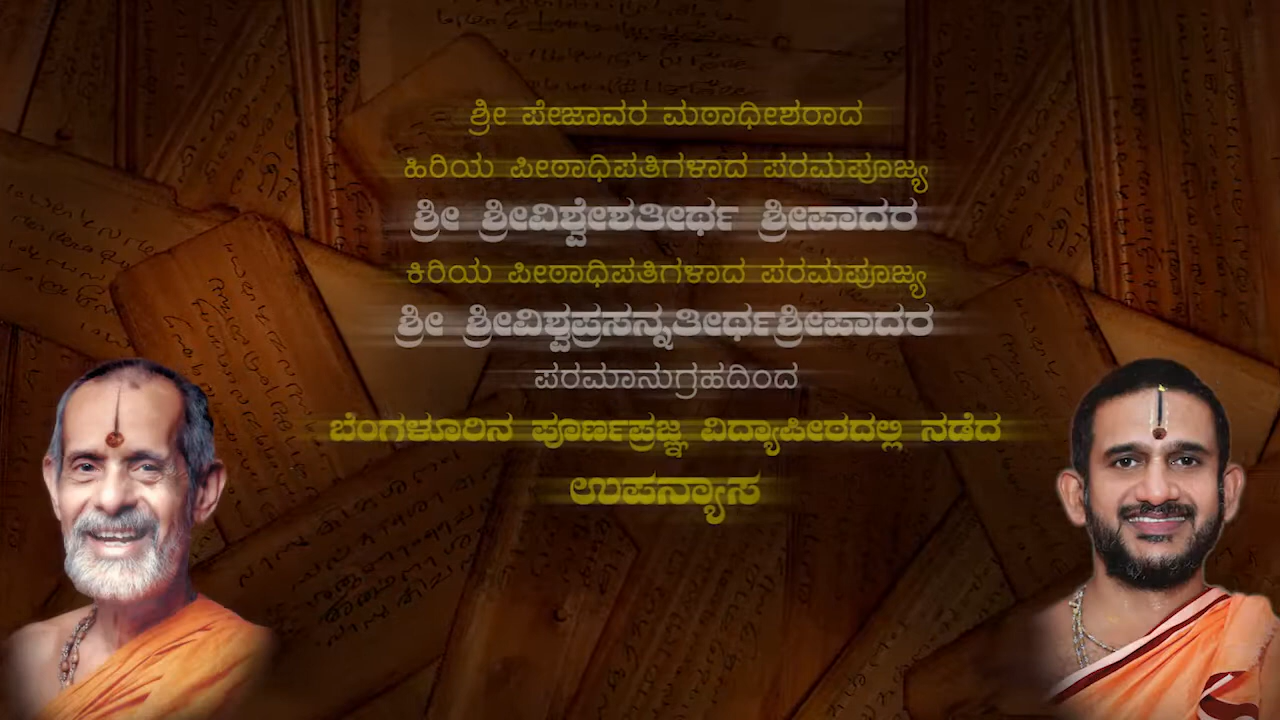 ಶ್ರೀ ಪೇಜಾವರ ಮಠಾಧೀಶರಾದ
ಹಿರಿಯ ಪೀಠಾಧಿಪತಿಗಳಾದ ಪರಮಪೂಜ್ಯ
ಶ್ರೀ ಶ್ರೀವಿಶ್ವೇಶತೀರ್ಥ ಶ್ರೀಪಾದರ
ಕಿರಿಯ ಪೀಠಾಧಿಪತಿಗಳಾದ ಪರಮಪೂಜ್ಯ
ಶ್ರೀ ಶ್ರೀವಿಶ್ವಪ್ರಸನ್ನತೀರ್ಥಶ್ರೀಪಾದರ
ಪರಮಾನುಗ್ರಹದಿಂದ
ಬೆಂಗಳೂರಿನ ಪೂರ್ಣಪ್ರಜ್ಞ ವಿದ್ಯಾಪೀಠದಲ್ಲಿ ನಡೆದ
ಉಪನ್ಯಾಸ